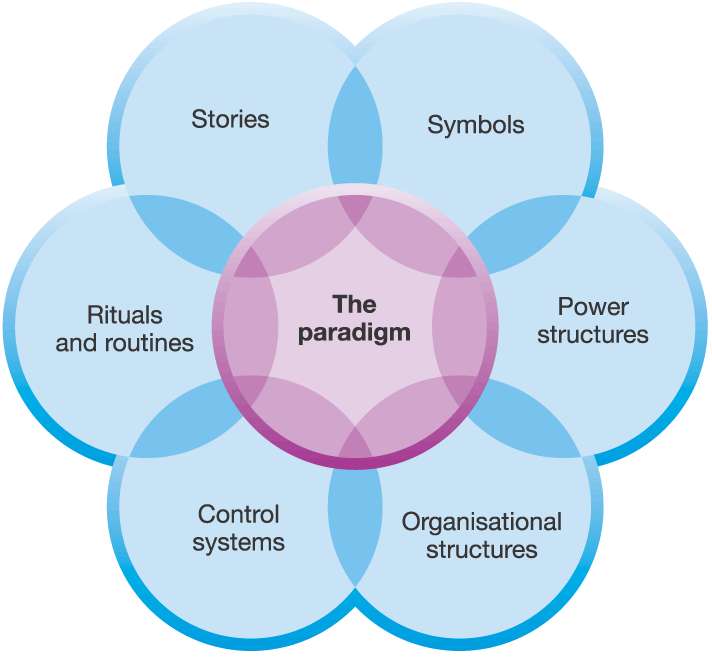 Stories
Symbols
Rituals
and routines
The
paradigm
Power
structures
Control
systems
Organisational
structures